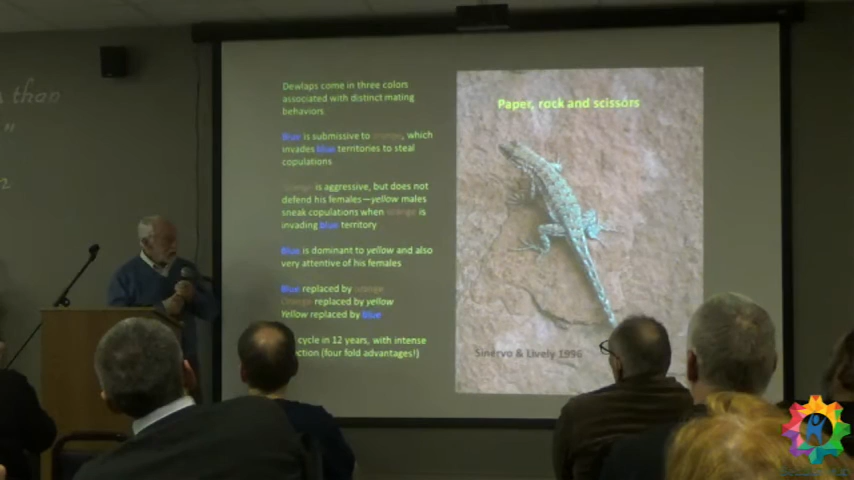 Dewlaps come in three colors
associated with distinct mating
behaviors
Blue is submissive to orange, which
invades blue territories to steal
copulations
Orange is aggressive, but does not
defend his females—yellow males
sneak copulations when orange is
invading blue territory
Blue is dominant to yellow and also
very attentive of his females
Blue replaced by orange
Orange replaced by yellow
Yellow replaced by blue
cycle in 12 years, with intense
ction (four fold advantages!)
Paper, rock and scissors
Sinervo & Lively 1996
than
"
2